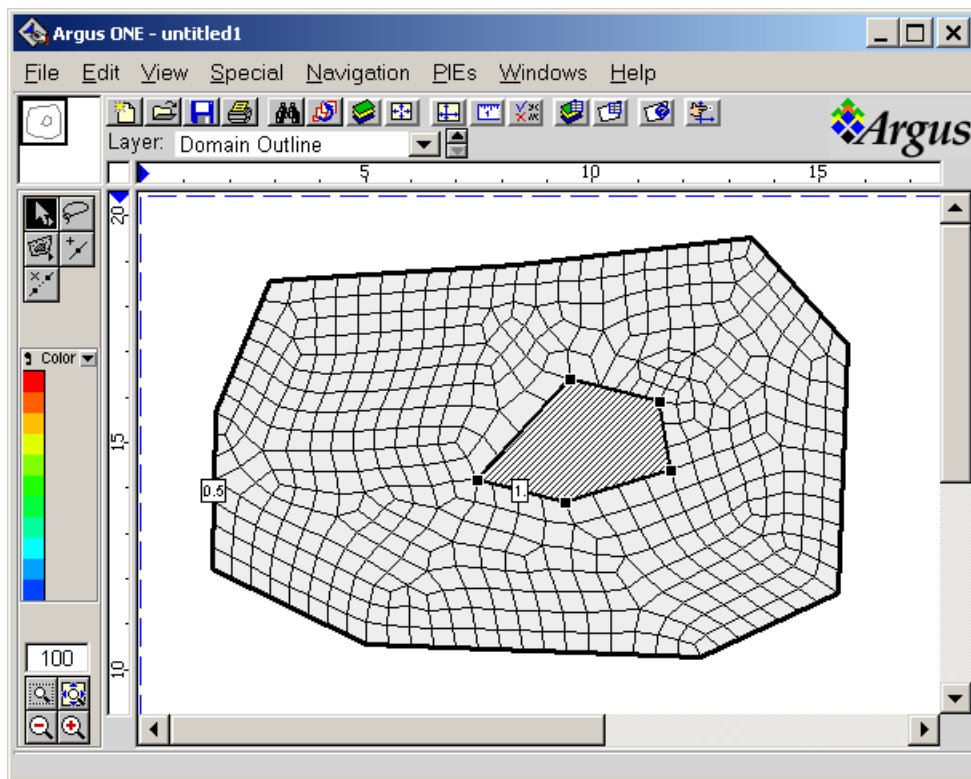 Argus ONE - untitled1
File Edit View Special Navigation PIEs Windows Help
Argus
Layer: Domain Outline
5 10 15
20
15
10
Color
0.5
1.
100